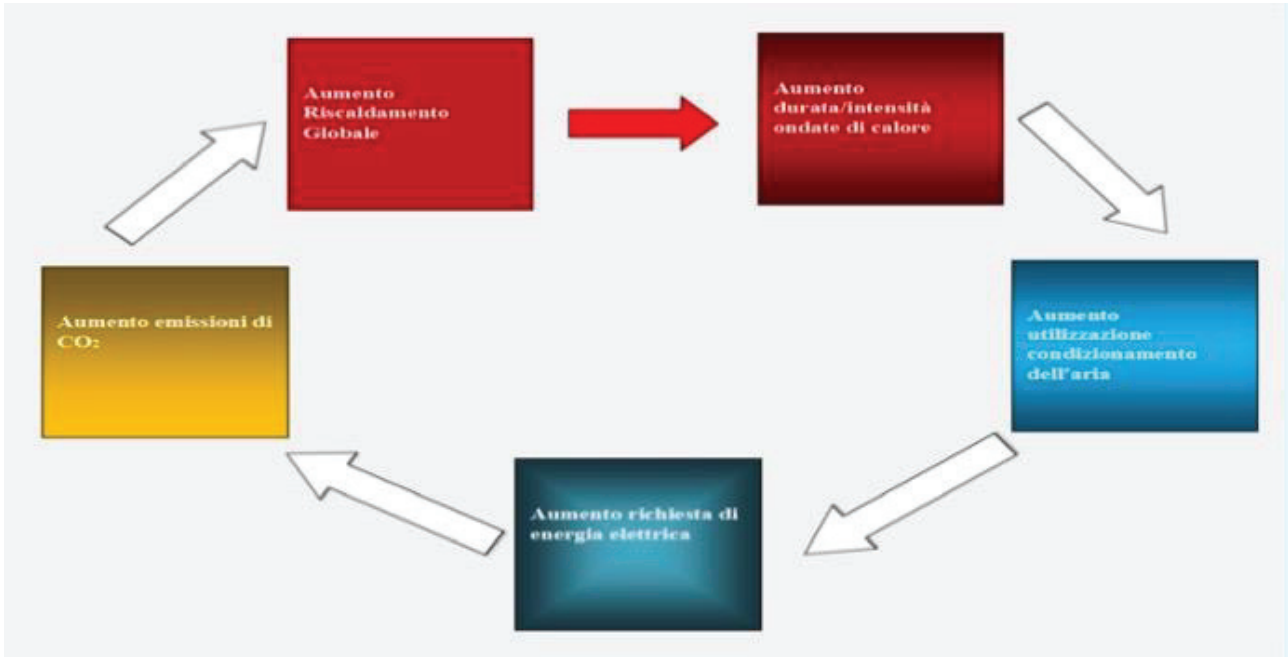 Aumento
Riscaldamento
Globale
Aumento
durata/intensità
ondate di calore
Aumento
utilizzazione
condizionamento
dell'aria
Aumento richiesta di
energia elettrica
Aumento emissioni di
CO₂